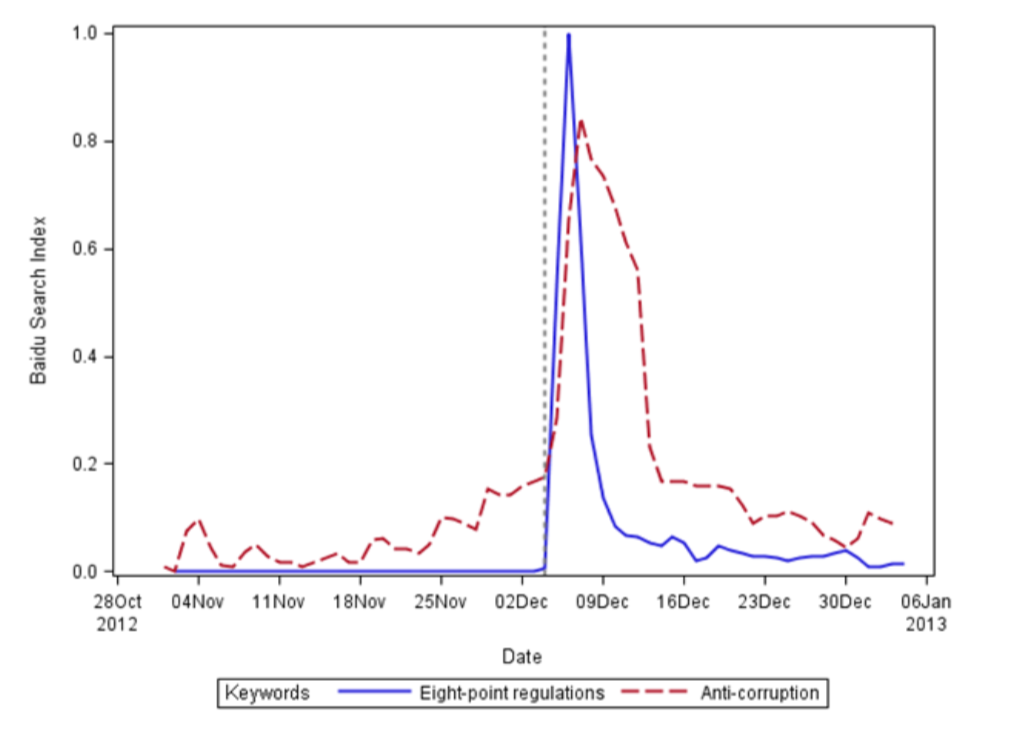 1.0
0.8
0.6
0.4
0.2
0.0
Baidu Search Index
28Oct 04Nov 11Nov 18Nov 25Nov 02Dec 09Dec 16Dec 23Dec 30Dec 06Jan
2012 2013
Date
Keywords Eight-point regulations Anti-corruption